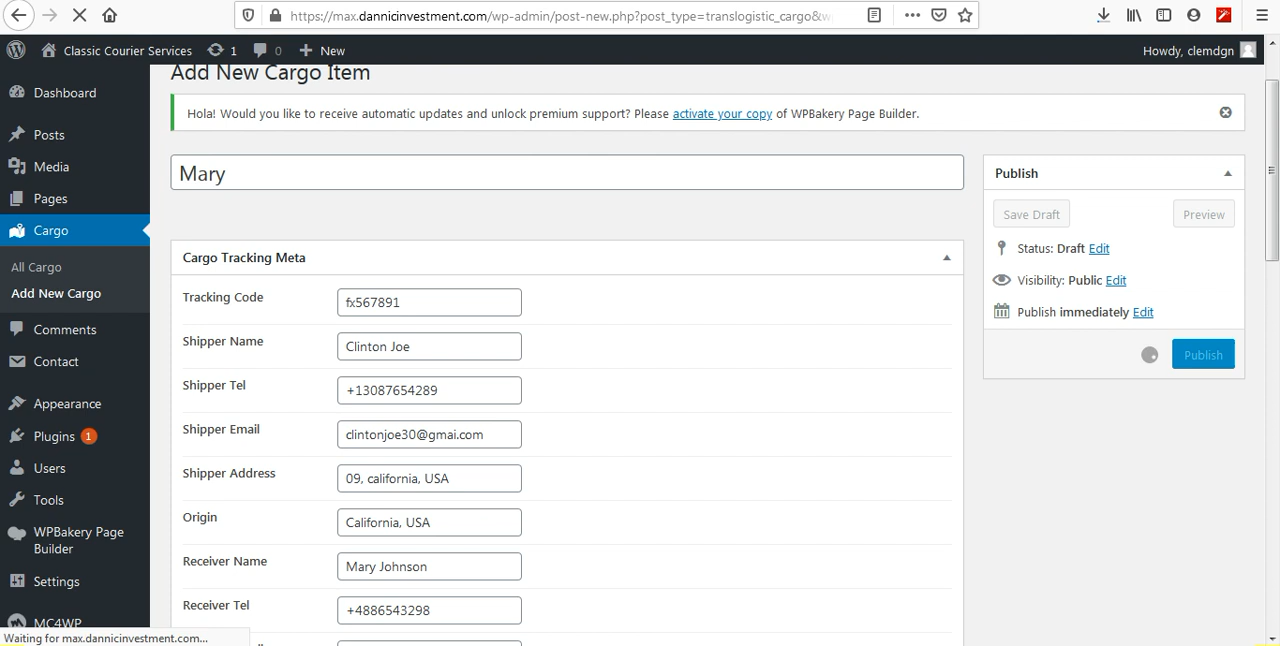 https://max.dannicinvestment.com/wp-admin/post-new.php?post_type=translogistic_cargo&
Classic Courier Services 1 0 New Howdy, clemdgn
Add New Cargo Item
Dashboard
Hola! Would you like to receive automatic updates and unlock premium support? Please activate your copy of WPBakery Page Builder.
Posts
Media
Pages
Cargo
All Cargo
Add New Cargo
Comments
Contact
Appearance
Plugins 1
Users
Tools
WPBakery Page
Builder
Settings
MC4WP
Mary
Cargo Tracking Meta
Tracking Code fx567891
Shipper Name Clinton Joe
Shipper Tel +13087654289
Shipper Email clintonjoe30@gmai.com
Shipper Address 09, california, USA
Origin California, USA
Receiver Name Mary Johnson
Receiver Tel +4886543298
Publish
Save Draft Preview
Status: Draft Edit
Visibility: Public Edit
Publish immediately Edit
Publish
Waiting for max.dannicinvestment.com...